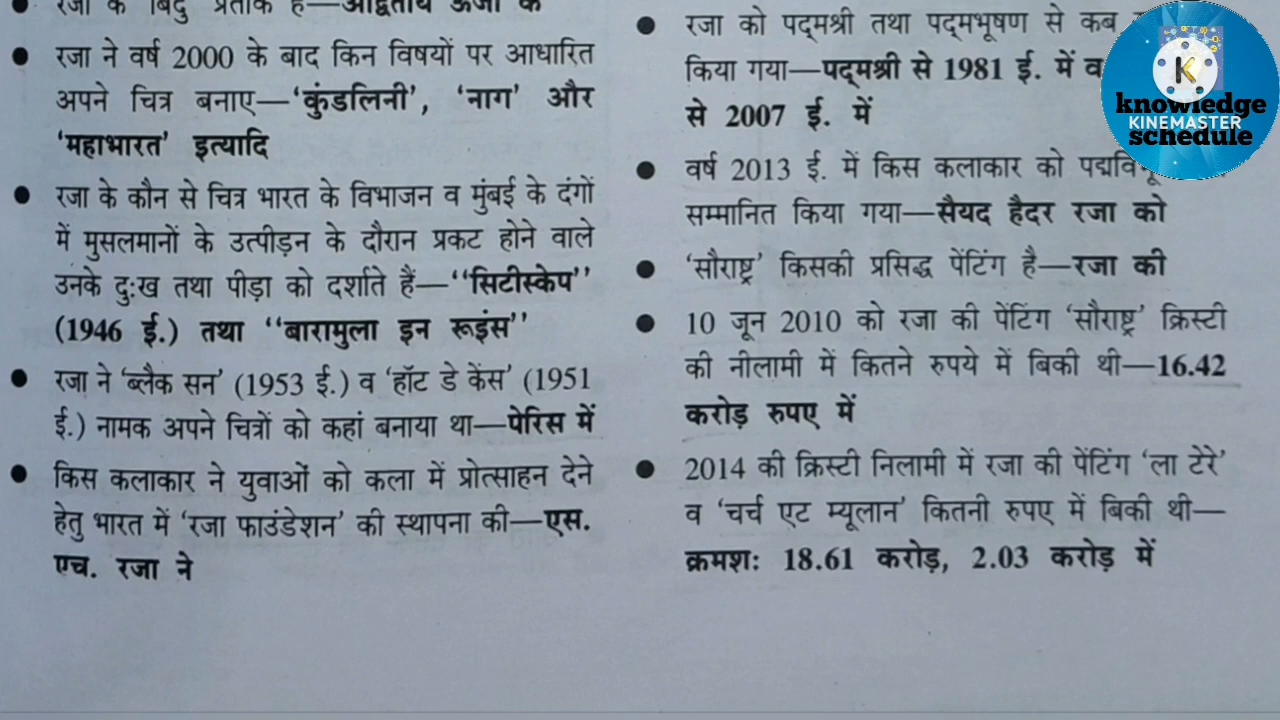 रजा के बिंदु प्रतीक हैं—अद्वितीय ऊर्जा के
रजा ने वर्ष 2000 के बाद किन विषयों पर आधारित
अपने चित्र बनाए—‘कुंडलिनी’, ‘नाग’ और
‘महाभारत’ इत्यादि
रजा के कौन से चित्र भारत के विभाजन व मुंबई के दंगों
में मुसलमानों के उत्पीड़न के दौरान प्रकट होने वाले
उनके दुःख तथा पीड़ा को दर्शाते हैं—‘‘सिटीस्केप’’
(1946 ई.) तथा ‘‘बारामुला इन रूइंस’’
रजा ने ‘ब्लैक सन’ (1953 ई.) व ‘हॉट डे केंस’ (1951
ई.) नामक अपने चित्रों को कहां बनाया था—पेरिस में
किस कलाकार ने युवाओं को कला में प्रोत्साहन देने
हेतु भारत में ‘रजा फाउंडेशन’ की स्थापना की—एस.
एच. रजा ने
रजा को पद्मश्री तथा पद्मभूषण से कब
किया गया—पद्मश्री से 1981 ई. में व
से 2007 ई. में
वर्ष 2013 ई. में किस कलाकार को
सम्मानित किया गया—सैयद हैदर रजा को
‘सौराष्ट्र’ किसकी प्रसिद्ध पेंटिंग है—रजा की
10 जून 2010 को रजा की पेंटिंग ‘सौराष्ट्र’ क्रिस्टी
की नीलामी में कितने रुपये में बिकी थी—16.42
करोड़ रुपए में
2014 की क्रिस्टी निलामी में रजा की पेंटिंग ‘ला टेरे’
व ‘चर्च एट म्यूलान’ कितनी रुपए में बिकी थी—
क्रमशः 18.61 करोड़, 2.03 करोड़ में
K
knowledge
KINEMASTER
schedule